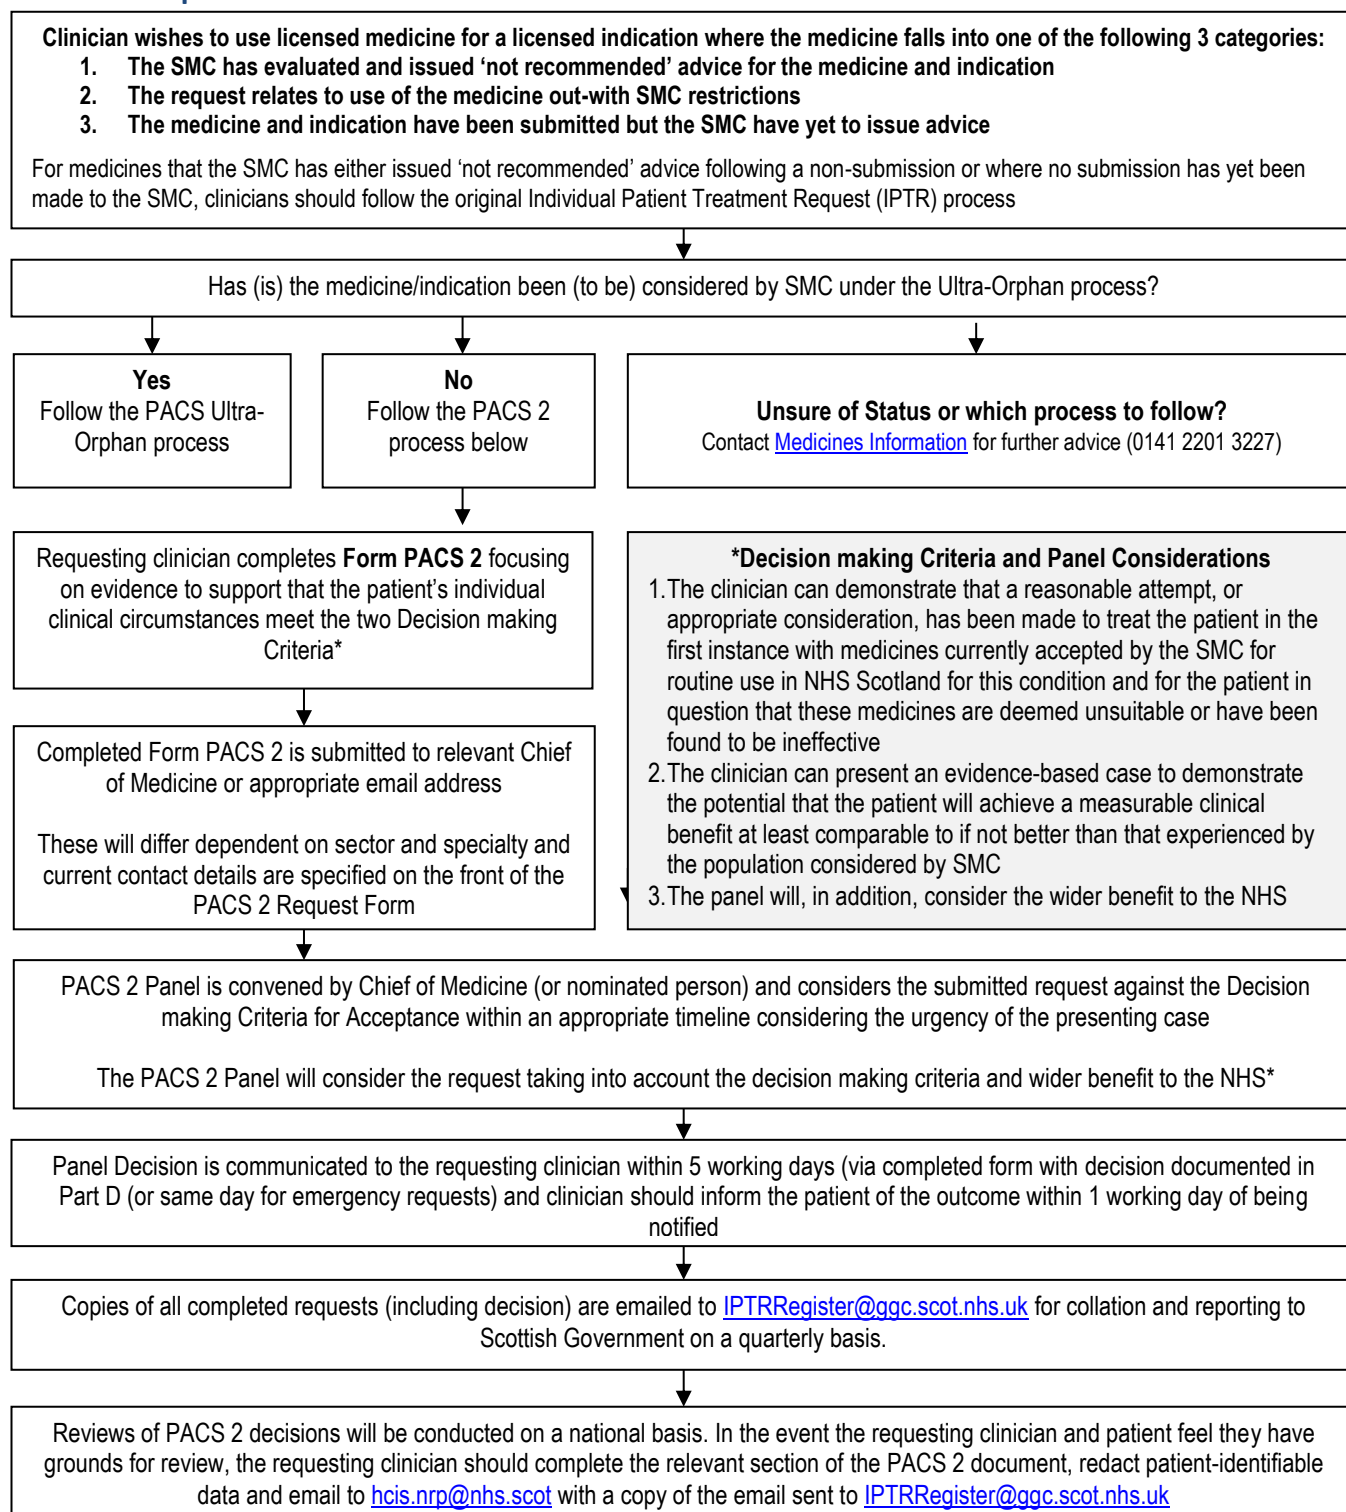 Clinician wishes to use licensed medicine for a licensed indication where the medicine falls into one of the following 3 categories:
1. The SMC has evaluated and issued ‘not recommended’ advice for the medicine and indication
2. The request relates to use of the medicine out-with SMC restrictions
3. The medicine and indication have been submitted but the SMC have yet to issue advice
For medicines that the SMC has either issued ‘not recommended’ advice following a non-submission or where no submission has yet been
made to the SMC, clinicians should follow the original Individual Patient Treatment Request (IPTR) process
Has (is) the medicine/indication been (to be) considered by SMC under the Ultra-Orphan process?
Yes
Follow the PACS Ultra-
Orphan process
No
Follow the PACS 2
process below
Unsure of Status or which process to follow?
Contact Medicines Information for further advice (0141 2201 3227)
Requesting clinician completes Form PACS 2 focusing
on evidence to support that the patient’s individual
clinical circumstances meet the two Decision making
Criteria*
Completed Form PACS 2 is submitted to relevant Chief
of Medicine or appropriate email address
These will differ dependent on sector and specialty and
current contact details are specified on the front of the
PACS 2 Request Form
*Decision making Criteria and Panel Considerations
1.The clinician can demonstrate that a reasonable attempt, or
appropriate consideration, has been made to treat the patient in the
first instance with medicines currently accepted by the SMC for
routine use in NHS Scotland for this condition and for the patient in
question that these medicines are deemed unsuitable or have been
found to be ineffective
2.The clinician can present an evidence-based case to demonstrate
the potential that the patient will achieve a measurable clinical
benefit at least comparable to if not better than that experienced by
the population considered by SMC
3.The panel will, in addition, consider the wider benefit to the NHS
PACS 2 Panel is convened by Chief of Medicine (or nominated person) and considers the submitted request against the Decision
making Criteria for Acceptance within an appropriate timeline considering the urgency of the presenting case
The PACS 2 Panel will consider the request taking into account the decision making criteria and wider benefit to the NHS*
Panel Decision is communicated to the requesting clinician within 5 working days (via completed form with decision documented in
Part D (or same day for emergency requests) and clinician should inform the patient of the outcome within 1 working day of being
notified
Copies of all completed requests (including decision) are emailed to IPTRRegister@ggc.scot.nhs.uk for collation and reporting to
Scottish Government on a quarterly basis.
Reviews of PACS 2 decisions will be conducted on a national basis. In the event the requesting clinician and patient feel they have
grounds for review, the requesting clinician should complete the relevant section of the PACS 2 document, redact patient-identifiable
data and email to hcis.nrp@nhs.scot with a copy of the email sent to IPTRRegister@ggc.scot.nhs.uk